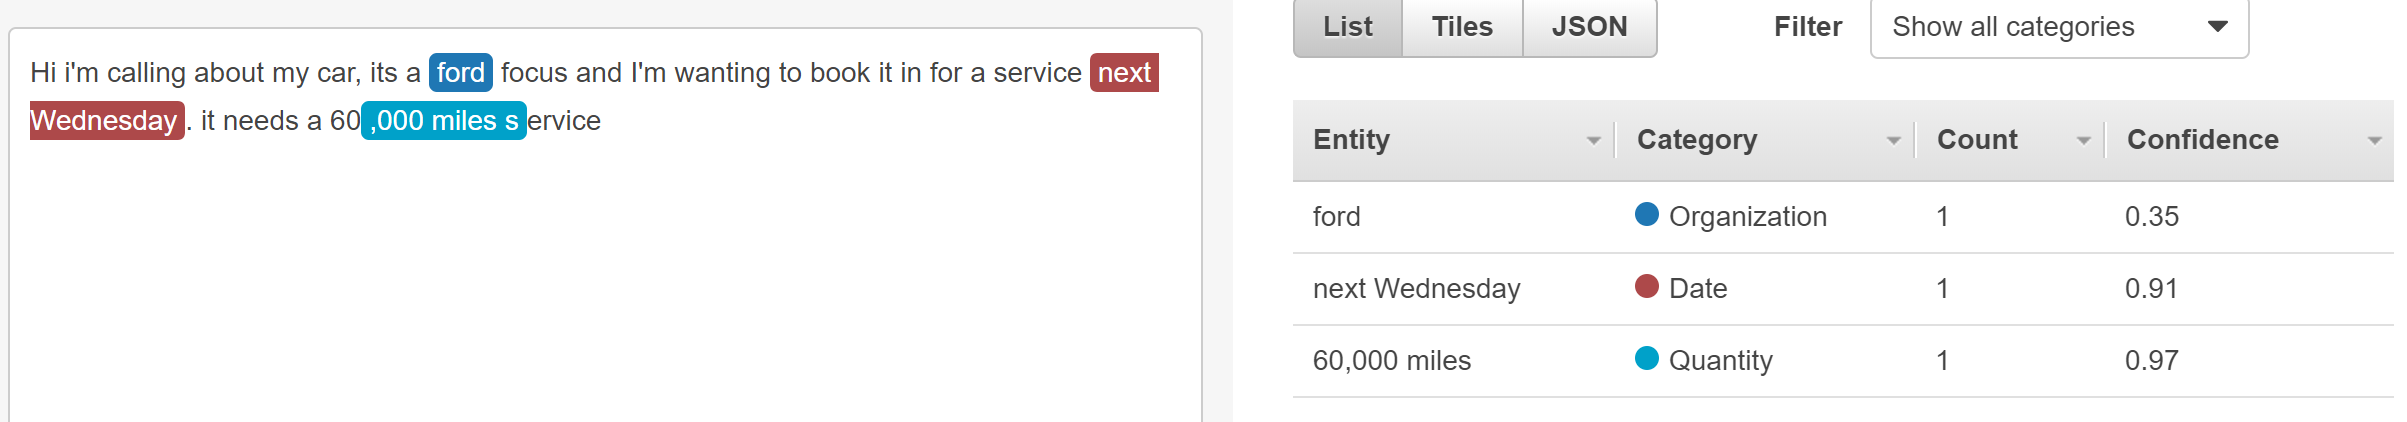 Hi i'm calling about my car, its a ford focus and I'm wanting to book it in for a service next
Wednesday . it needs a 60,000 miles service
List Tiles JSON Filter Show all categories
Entity Category Count Confidence
ford Organization 1 0.35
next Wednesday Date 1 0.91
60,000 miles Quantity 1 0.97